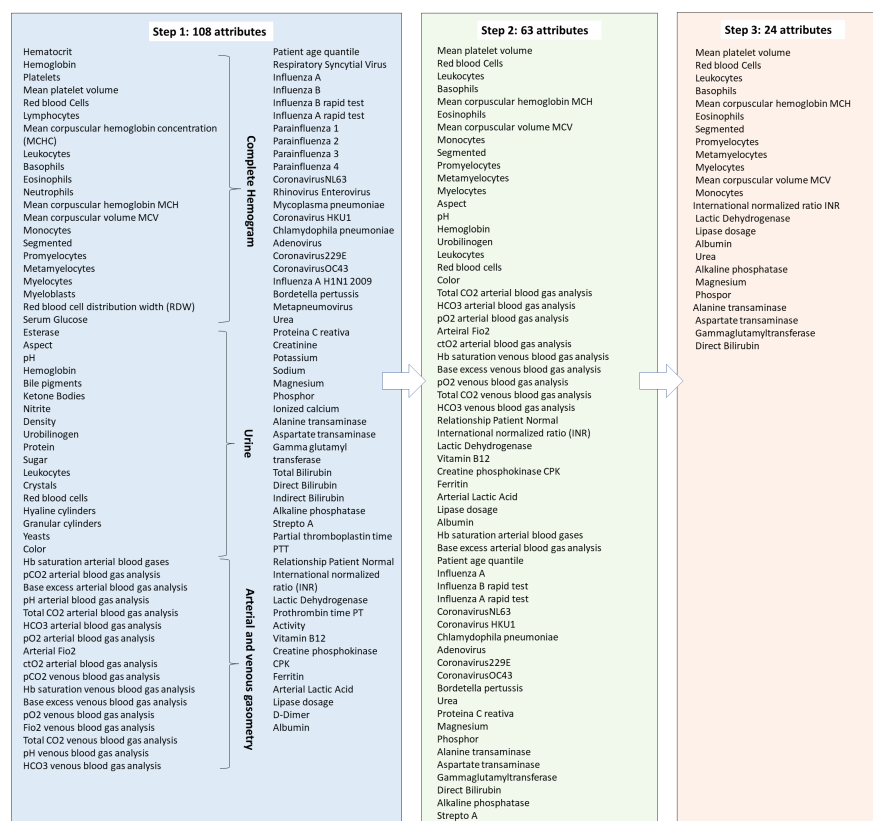 Step 1: 108 attributes
Hematocrit
Hemoglobin
Platelets
Mean platelet volume
Red blood Cells
Lymphocytes
Mean corpuscular hemoglobin concentration
(MCHC)
Leukocytes
Basophils
Eosinophils
Neutrophils
Mean corpuscular hemoglobin MCH
Mean corpuscular volume MCV
Monocytes
Segmented
Promyelocytes
Metamyelocytes
Myelocytes
Myeloblasts
Red blood cell distribution width (RDW)
Serum Glucose
Complete Hemogram
Esterase
Aspect
pH
Hemoglobin
Bile pigments
Ketone Bodies
Nitrite
Density
Urobilinogen
Protein
Sugar
Leukocytes
Crystals
Red blood cells
Hyaline cylinders
Granular cylinders
Yeasts
Color
Urine
Hb saturation arterial blood gases
pCO2 arterial blood gas analysis
Base excess arterial blood gas analysis
pH arterial blood gas analysis
Total CO2 arterial blood gas analysis
HCO3 arterial blood gas analysis
pO2 arterial blood gas analysis
Arterial Fio2
ctO2 arterial blood gas analysis
pCO2 venous blood gas analysis
Hb saturation venous blood gas analysis
Base excess venous blood gas analysis
pO2 venous blood gas analysis
Fio2 venous blood gas analysis
Total CO2 venous blood gas analysis
pH venous blood gas analysis
HCO3 venous blood gas analysis
Arterial and venous gasometry
Patient age quantile
Respiratory Syncytial Virus
Influenza A
Influenza B
Influenza B rapid test
Influenza A rapid test
Parainfluenza 1
Parainfluenza 2
Parainfluenza 3
Parainfluenza 4
CoronavirusNL63
Rhinovirus Enterovirus
Mycoplasma pneumoniae
Coronavirus HKU1
Chlamydophila pneumoniae
Adenovirus
Coronavirus229E
CoronavirusOC43
Influenza A H1N1 2009
Bordetella pertussis
Metapneumovirus
Urea
Proteina C reativa
Creatinine
Potassium
Sodium
Magnesium
Phosphor
Ionized calcium
Alanine transaminase
Aspartate transaminase
Gamma glutamyl
transferase
Total Bilirubin
Direct Bilirubin
Indirect Bilirubin
Alkaline phosphatase
Strepto A
Partial thromboplastin time
PTT
Relationship Patient Normal
International normalized
ratio (INR)
Lactic Dehydrogenase
Prothrombin time PT
Activity
Vitamin B12
Creatine phosphokinase
CPK
Ferritin
Arterial Lactic Acid
Lipase dosage
D-Dimer
Albumin
Step 2: 63 attributes
Mean platelet volume
Red blood Cells
Leukocytes
Basophils
Mean corpuscular hemoglobin MCH
Eosinophils
Mean corpuscular volume MCV
Monocytes
Segmented
Promyelocytes
Metamyelocytes
Myelocytes
Aspect
pH
Hemoglobin
Urobilinogen
Leukocytes
Red blood cells
Color
Total CO2 arterial blood gas analysis
HCO3 arterial blood gas analysis
pO2 arterial blood gas analysis
Arteiral Fio2
ctO2 arterial blood gas analysis
Hb saturation venous blood gas analysis
Base excess venous blood gas analysis
pO2 venous blood gas analysis
Total CO2 venous blood gas analysis
HCO3 venous blood gas analysis
Relationship Patient Normal
International normalized ratio (INR)
Lactic Dehydrogenase
Vitamin B12
Creatine phosphokinase CPK
Ferritin
Arterial Lactic Acid
Lipase dosage
Albumin
Hb saturation arterial blood gases
Base excess arterial blood gas analysis
Patient age quantile
Influenza A
Influenza B rapid test
Influenza A rapid test
CoronavirusNL63
Coronavirus HKU1
Chlamydophila pneumoniae
Adenovirus
Coronavirus229E
CoronavirusOC43
Bordetella pertussis
Urea
Proteina C reativa
Magnesium
Phosphor
Alanine transaminase
Aspartate transaminase
Gammaglutamyltransferase
Direct Bilirubin
Alkaline phosphatase
Strepto A
Step 3: 24 attributes
Mean platelet volume
Red blood Cells
Leukocytes
Basophils
Mean corpuscular hemoglobin MCH
Eosinophils
Segmented
Promyelocytes
Metamyelocytes
Myelocytes
Mean corpuscular volume MCV
Monocytes
International normalized ratio INR
Lactic Dehydrogenase
Lipase dosage
Albumin
Urea
Alkaline phosphatase
Magnesium
Phospor
Alanine transaminase
Aspartate transaminase
Gammaglutamyltransferase
Direct Bilirubin